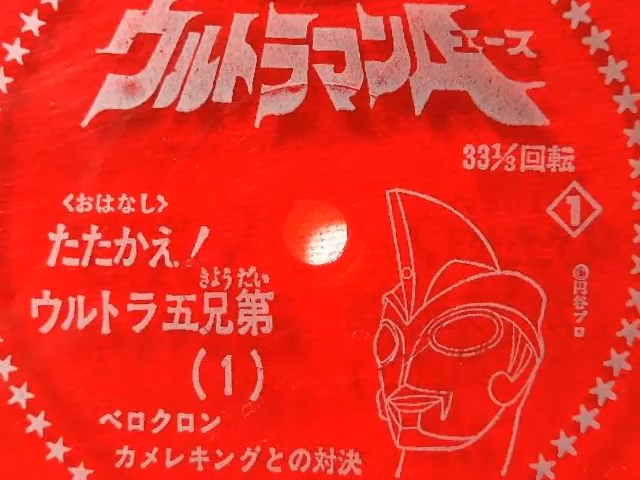 ウルトラマンA
エース
33⅓回転
1
〈おはなし〉
たたかえ!
きようだい
ウルトラ五兄第
(1)
ベロクロン
カメレキングとの対決
©円谷プロ